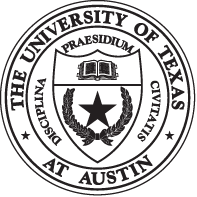 THE UNIVERSITY OF TEXAS
AT AUSTIN
DISCIPLINA
PRAESIDIUM
CIVITATIS